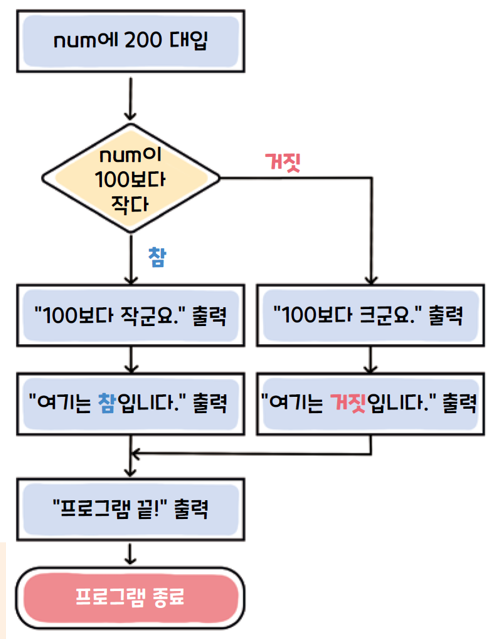 num에 200 대입
num이
100보다
작다
거짓
참
"100보다 작군요." 출력
"100보다 크군요." 출력
"여기는 참입니다." 출력
"여기는 거짓입니다." 출력
"프로그램 끝!" 출력
프로그램 종료